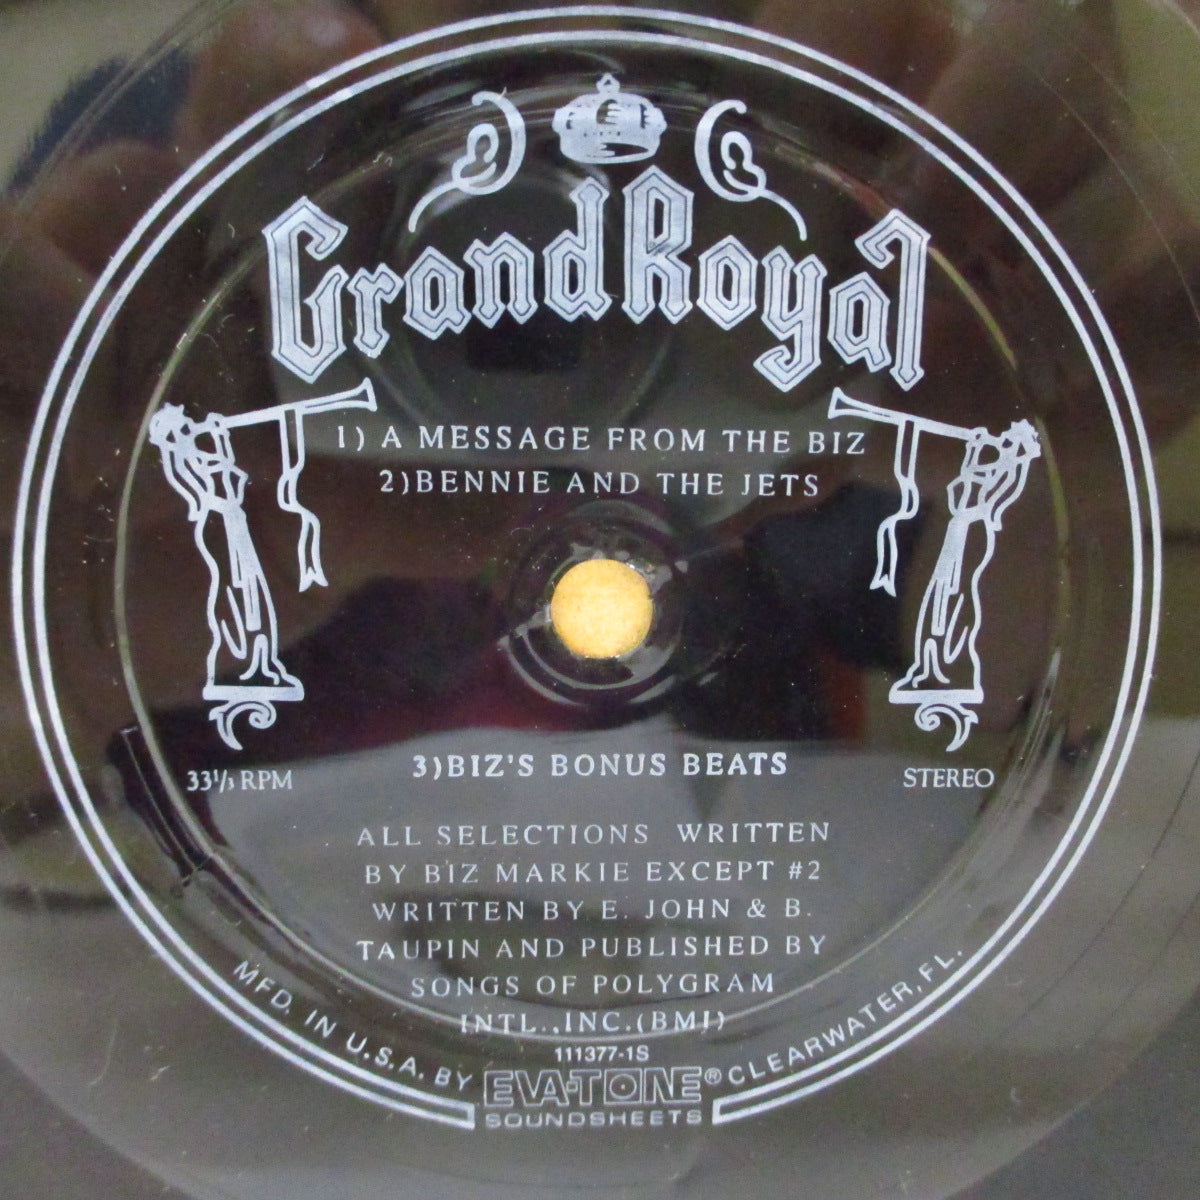 Grand Royal
1) A MESSAGE FROM THE BIZ
2)BENNIE AND THE JETS
3)BIZ'S BONUS BEATS
33⅓ RPM
STEREO
ALL SELECTIONS WRITTEN
BY BIZ MARKIE EXCEPT #2
WRITTEN BY E. JOHN & B.
TAUPIN AND PUBLISHED BY
SONGS OF POLYGRAM
INTL.,INC.(BMI)
111377-1S
MFD. IN U.S.A. BY EVA-TONE® CLEARWATER, FL.
SOUNDSHEETS